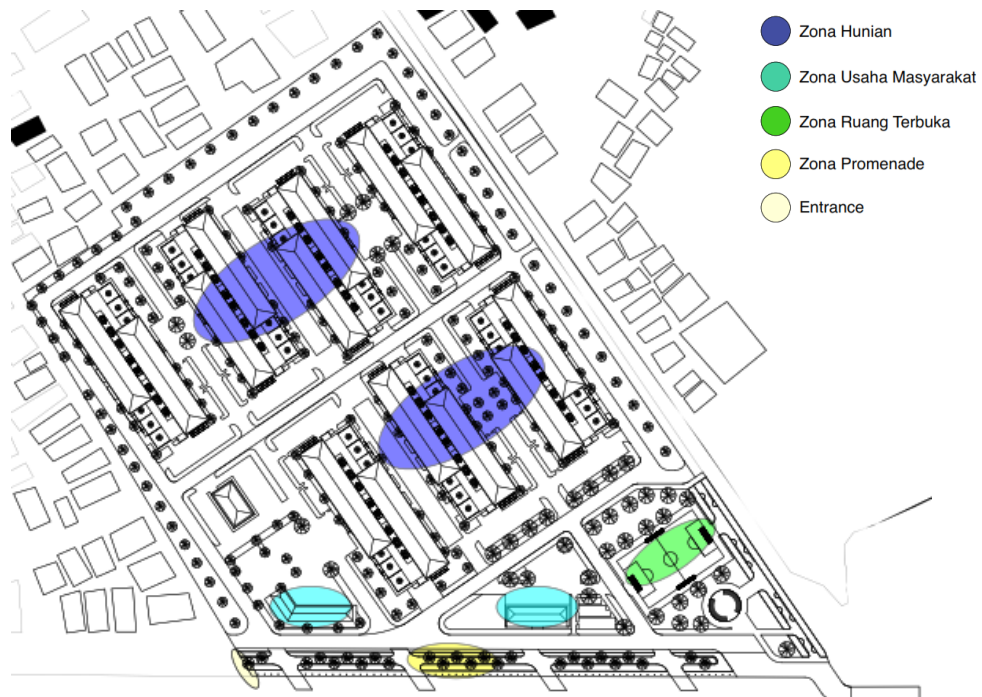 Zona Hunian
Zona Usaha Masyarakat
Zona Ruang Terbuka
Zona Promenade
Entrance